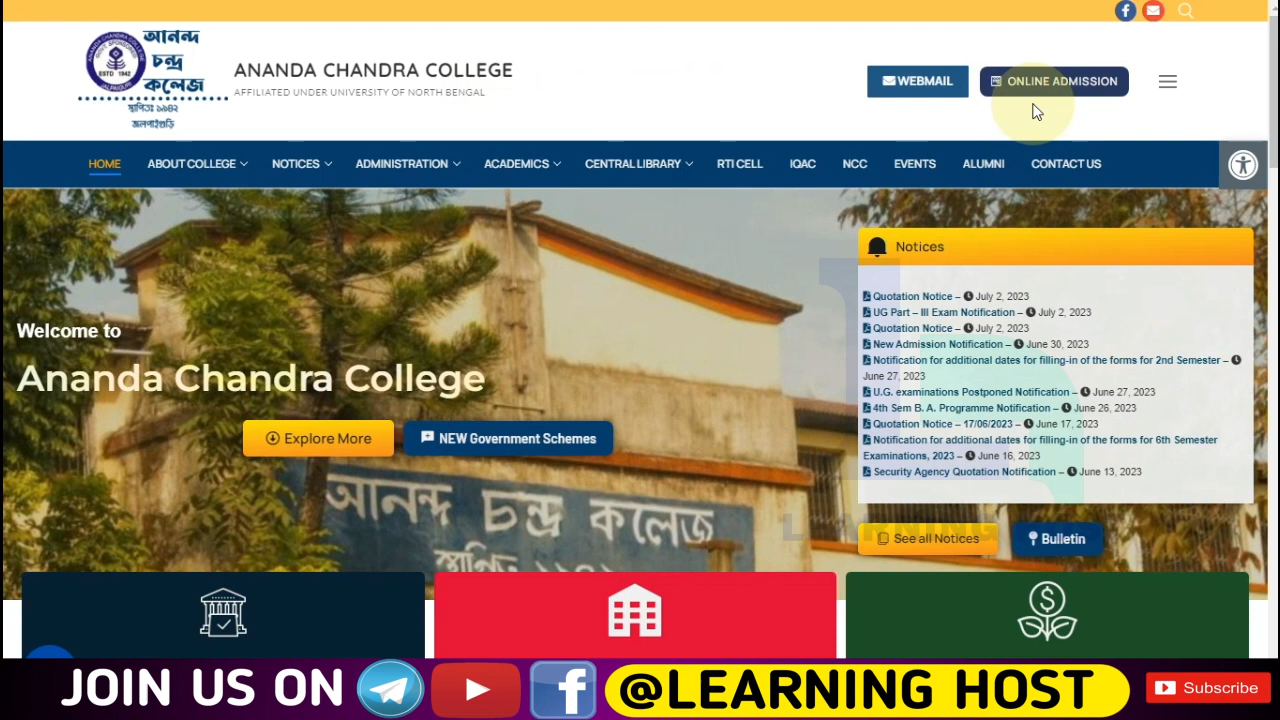 আনন্দ
চন্দ্র
কলেজ
স্থাপিতঃ ১৯৪২
জলপাইগুড়ি
ANANDA CHANDRA COLLEGE
ESTD 1942
ANANDA CHANDRA COLLEGE
AFFILIATED UNDER UNIVERSITY OF NORTH BENGAL
WEBMAIL
ONLINE ADMISSION
HOME
ABOUT COLLEGE
NOTICES
ADMINISTRATION
ACADEMICS
CENTRAL LIBRARY
RTI CELL
IQAC
NCC
EVENTS
ALUMNI
CONTACT US
Welcome to
Ananda Chandra College
Explore More
NEW Government Schemes
আনন্দ চন্দ্র কলেজ
Notices
Quotation Notice – July 2, 2023
UG Part – III Exam Notification – July 2, 2023
Quotation Notice – July 2, 2023
New Admission Notification – June 30, 2023
Notification for additional dates for filling-in of the forms for 2nd Semester –
June 27, 2023
U.G. examinations Postponed Notification – June 27, 2023
4th Sem B. A. Programme Notification – June 26, 2023
Quotation Notice – 17/06/2023 – June 17, 2023
Notification for additional dates for filling-in of the forms for 6th Semester
Examinations, 2023 – June 16, 2023
Security Agency Quotation Notification – June 13, 2023
LEARNING
See all Notices
Bulletin
JOIN US ON
f
@LEARNING HOST
Subscribe